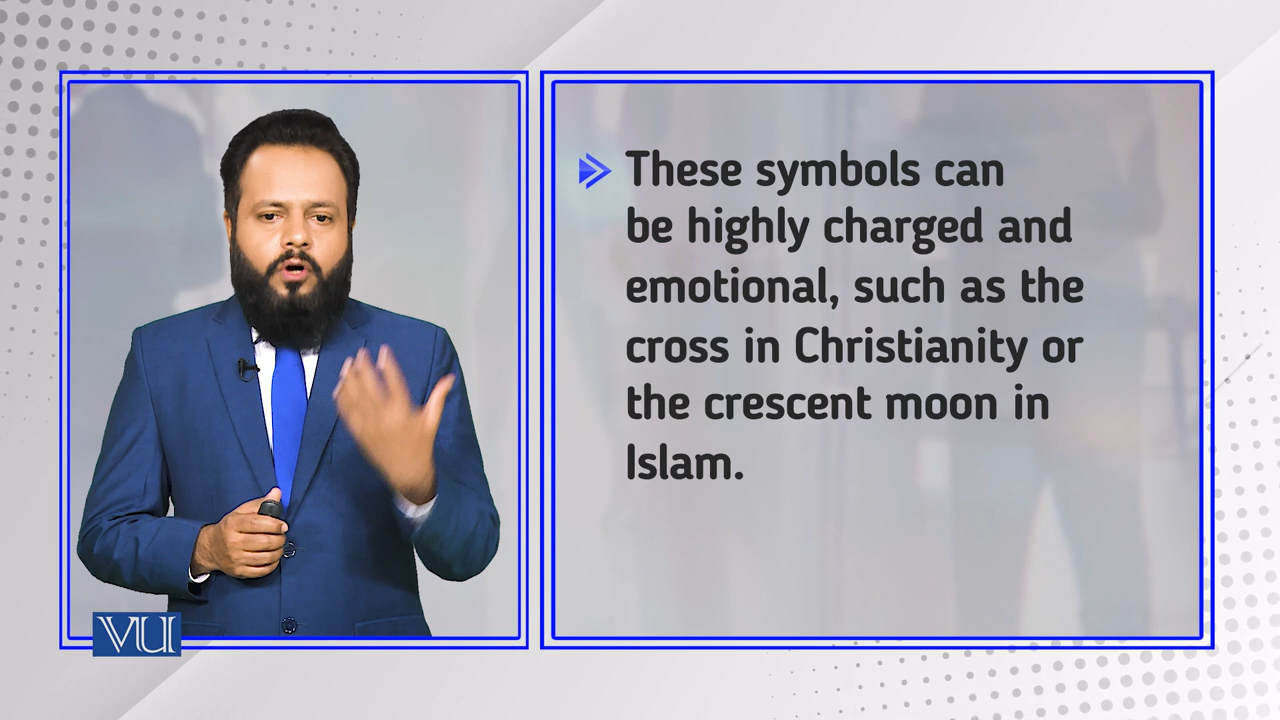 These symbols can
be highly charged and
emotional, such as the
cross in Christianity or
the crescent moon in
Islam.
VU